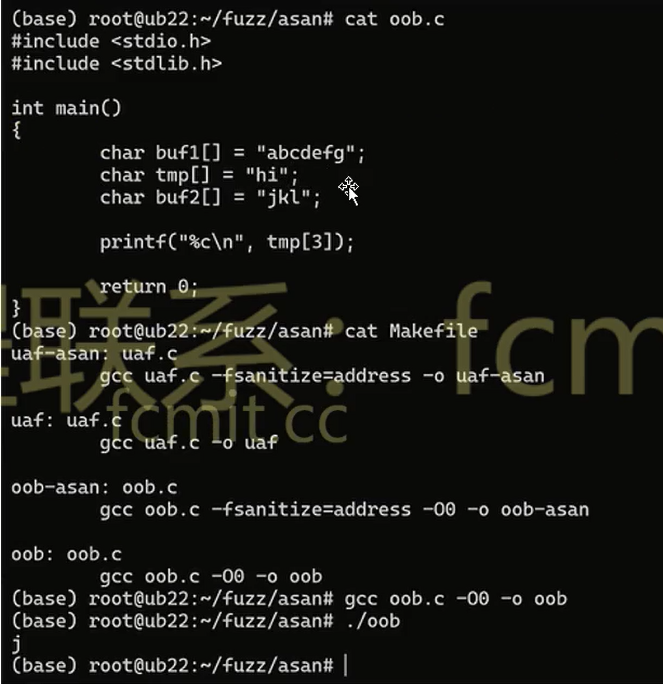 (base) root@ub22:~/fuzz/asan# cat oob.c
#include <stdio.h>
#include <stdlib.h>
int main()
{
char buf1[] = "abcdefg";
char tmp[] = "hi";
char buf2[] = "jkl";
printf("%c\n", tmp[3]);
return 0;
}
(base) root@ub22:~/fuzz/asan# cat Makefile
uaf-asan: uaf.c
gcc uaf.c -fsanitize=address -o uaf-asan
uaf: uaf.c
gcc uaf.c -o uaf
oob-asan: oob.c
gcc oob.c -fsanitize=address -O0 -o oob-asan
oob: oob.c
gcc oob.c -O0 -o oob
(base) root@ub22:~/fuzz/asan# gcc oob.c -O0 -o oob
(base) root@ub22:~/fuzz/asan# ./oob
j
(base) root@ub22:~/fuzz/asan#
联系：fcm
fcmit.cc